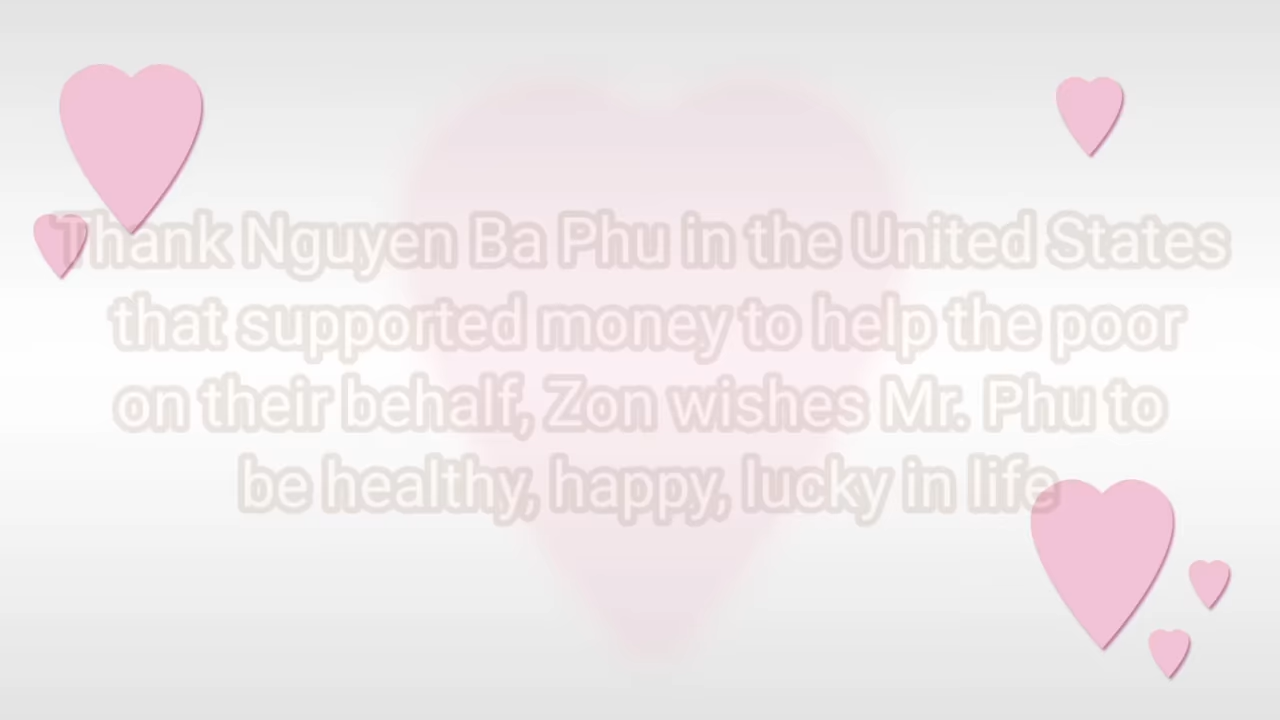 Thank Nguyen Ba Phu in the United States
that supported money to help the poor
on their behalf, Zon wishes Mr. Phu to
be healthy, happy, lucky in life